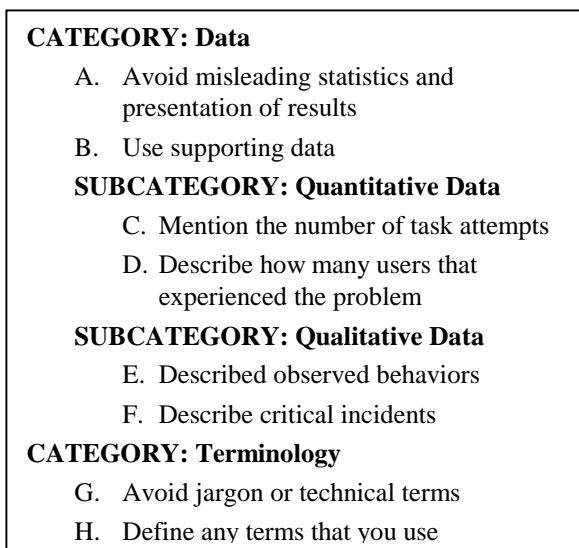 CATEGORY: Data
A. Avoid misleading statistics and
presentation of results
B. Use supporting data
SUBCATEGORY: Quantitative Data
C. Mention the number of task attempts
D. Describe how many users that
experienced the problem
SUBCATEGORY: Qualitative Data
E. Described observed behaviors
F. Describe critical incidents
CATEGORY: Terminology
G. Avoid jargon or technical terms
H. Define any terms that you use